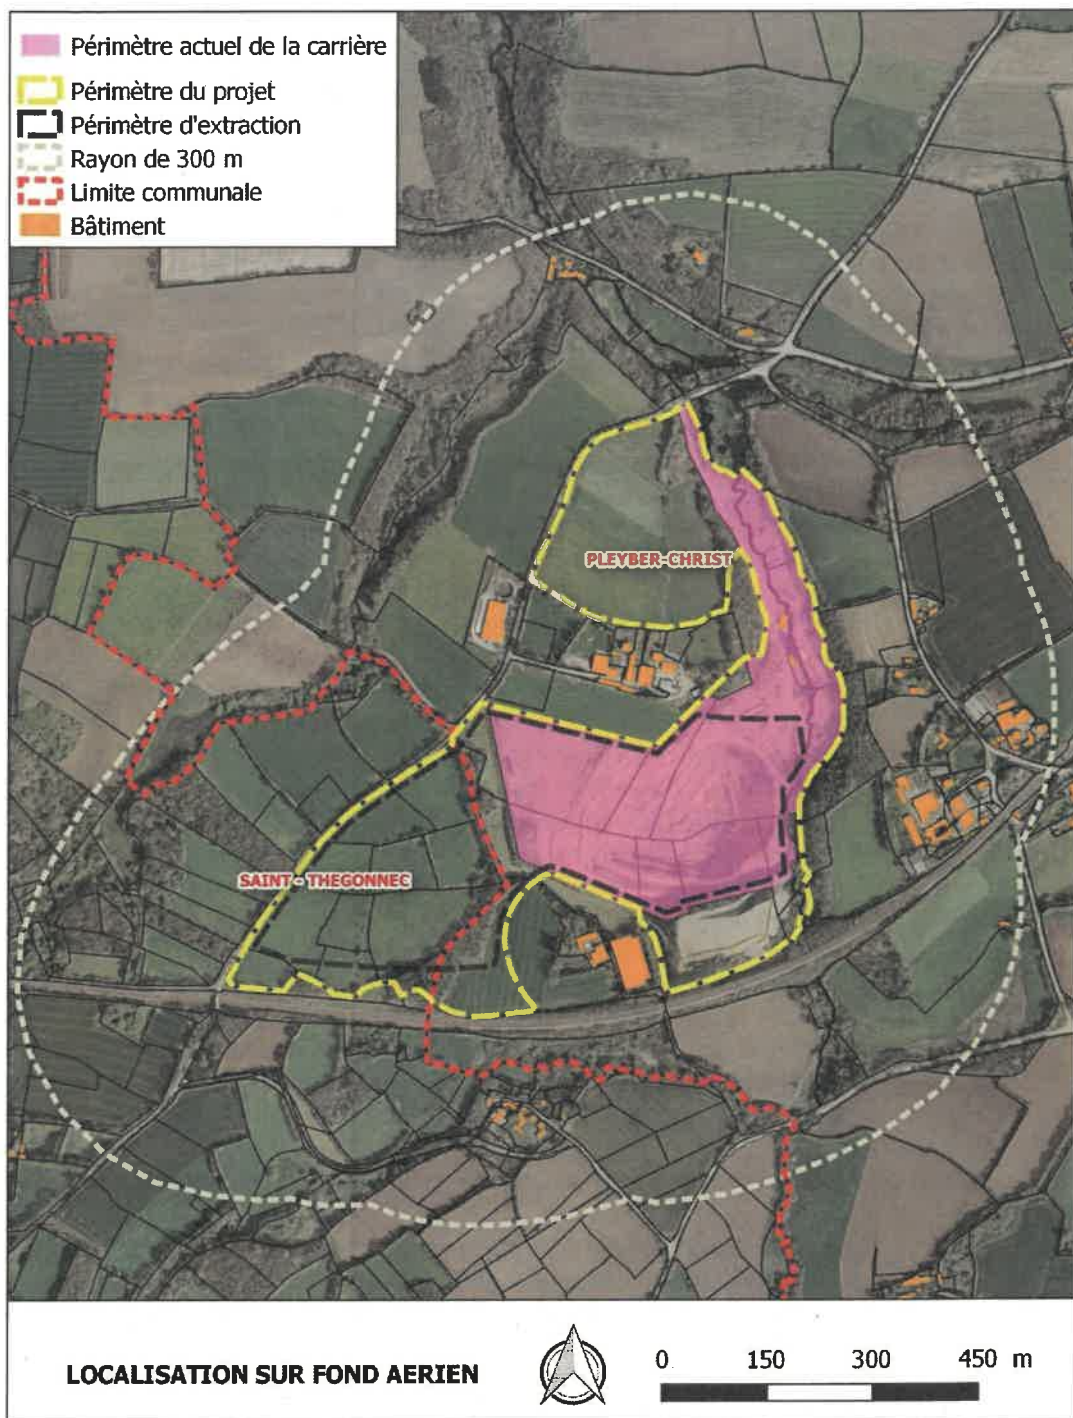 Périmètre actuel de la carrière
Périmètre du projet
Périmètre d'extraction
Rayon de 300 m
Limite communale
Bâtiment
PLEYBER-CHRIST
SAINT - THEGONNEC
LOCALISATION SUR FOND AERIEN
0 150 300 450 m